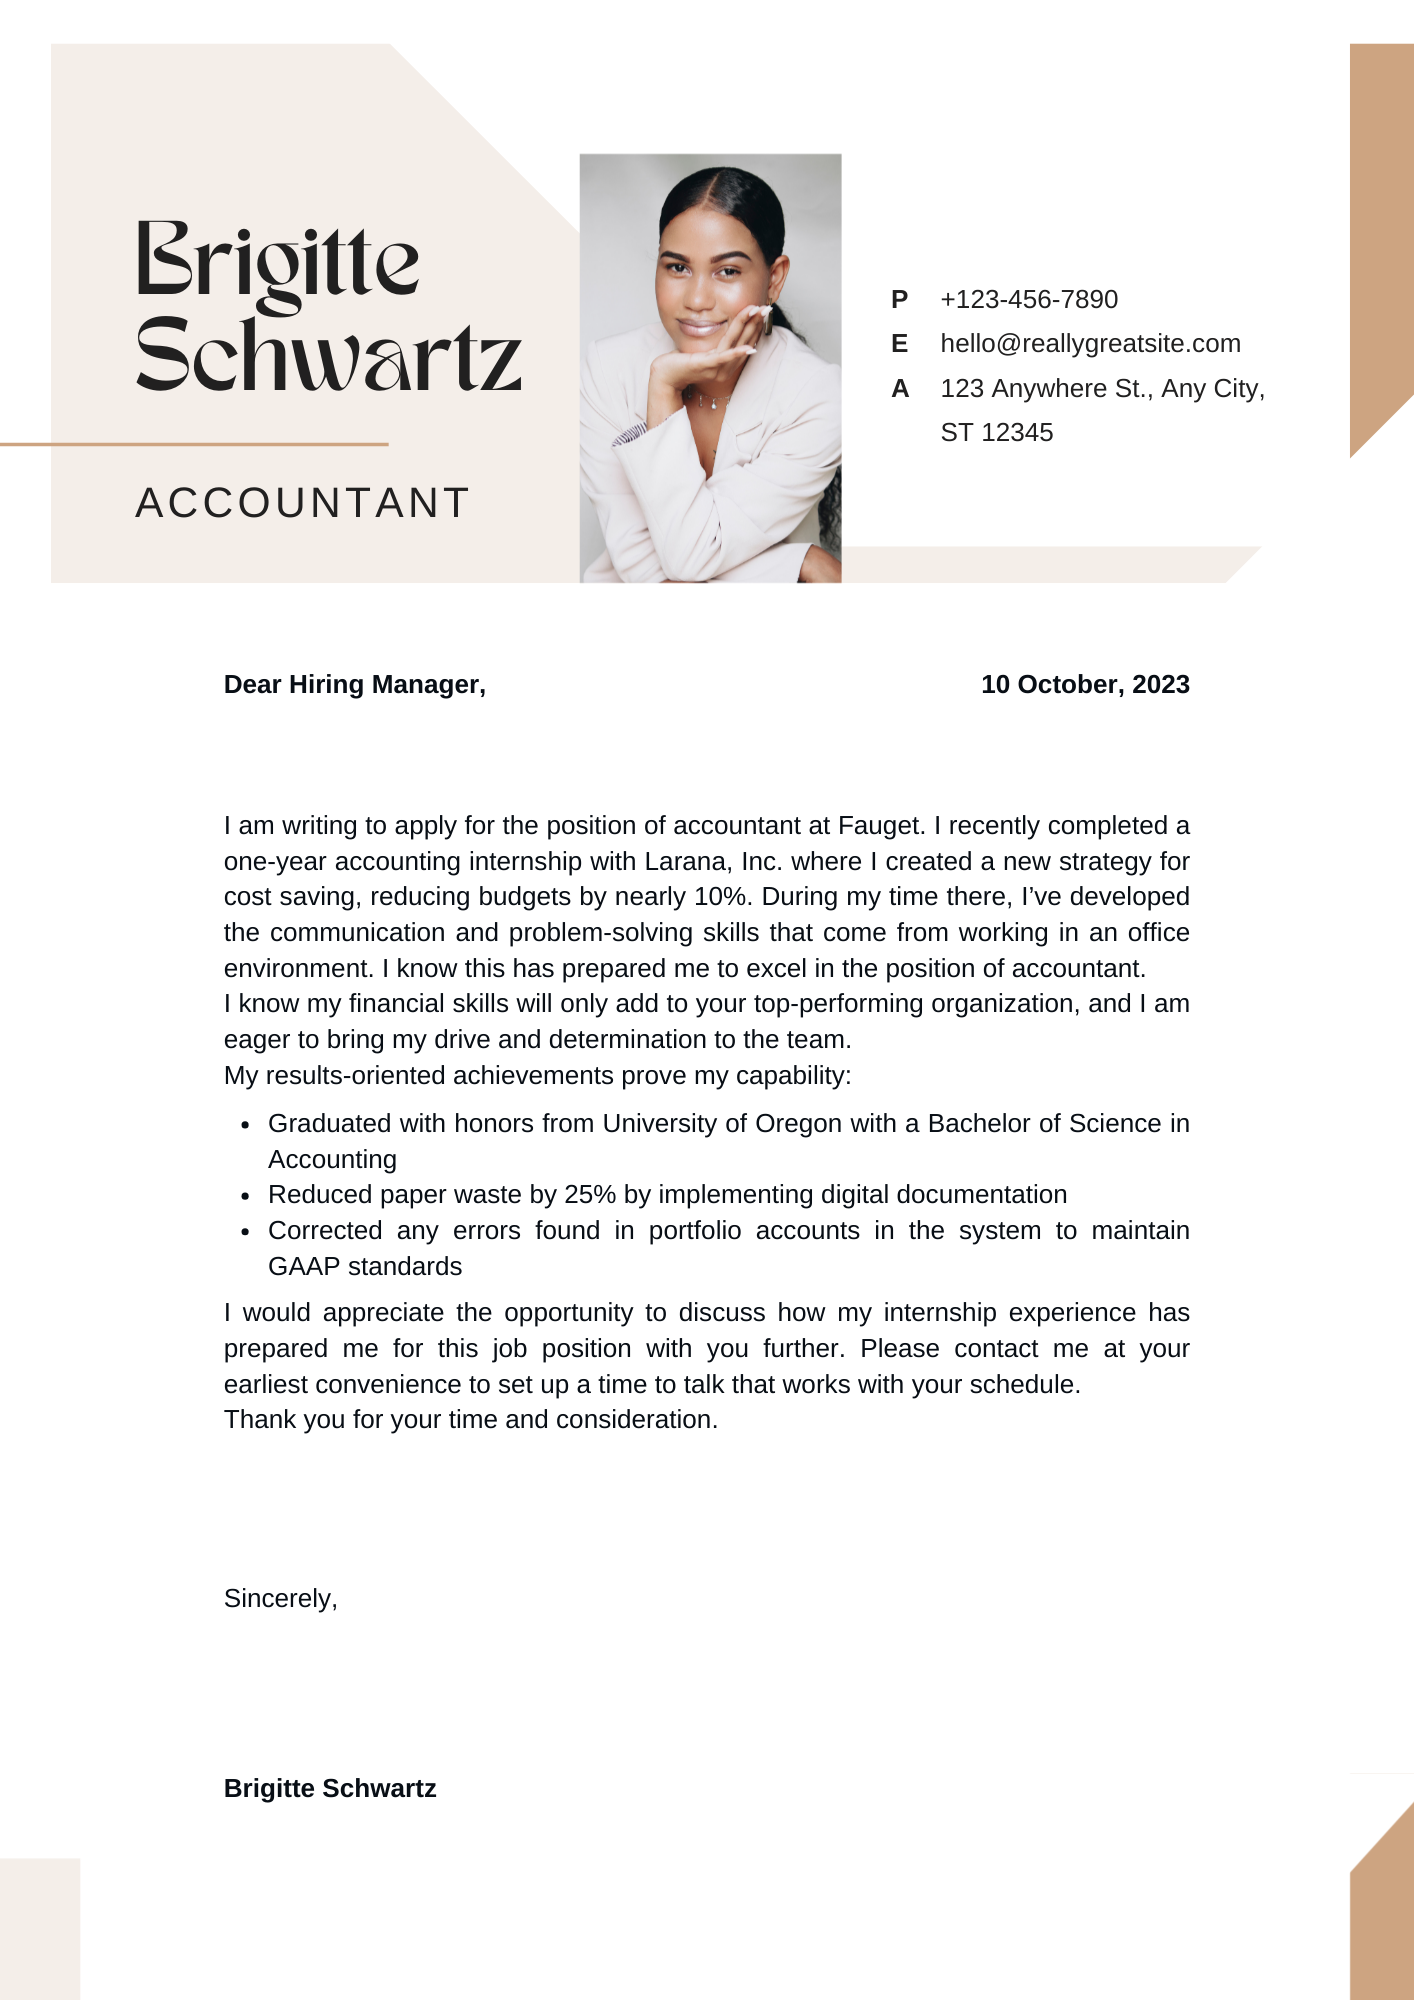 Brigitte
Schwartz
ACCOUNTANT
P +123-456-7890
E hello@reallygreatsite.com
A 123 Anywhere St., Any City,
ST 12345
Dear Hiring Manager, 10 October, 2023
I am writing to apply for the position of accountant at Fauget. I recently completed a
one-year accounting internship with Larana, Inc. where I created a new strategy for
cost saving, reducing budgets by nearly 10%. During my time there, I’ve developed
the communication and problem-solving skills that come from working in an office
environment. I know this has prepared me to excel in the position of accountant.
I know my financial skills will only add to your top-performing organization, and I am
eager to bring my drive and determination to the team.
My results-oriented achievements prove my capability:
• Graduated with honors from University of Oregon with a Bachelor of Science in
Accounting
• Reduced paper waste by 25% by implementing digital documentation
• Corrected any errors found in portfolio accounts in the system to maintain
GAAP standards
I would appreciate the opportunity to discuss how my internship experience has
prepared me for this job position with you further. Please contact me at your
earliest convenience to set up a time to talk that works with your schedule.
Thank you for your time and consideration.
Sincerely,
Brigitte Schwartz